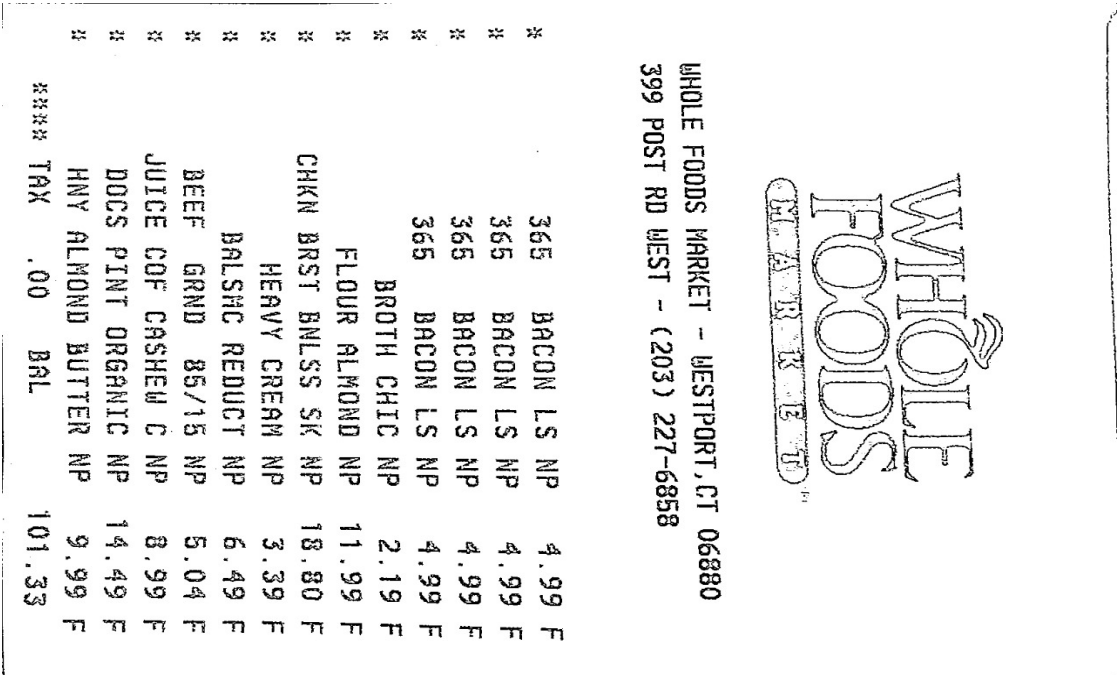 WHOLE
FOODS
MARKET
WHOLE FOODS MARKET - WESTPORT,CT 06880
399 POST RD WEST - (203) 227-6858
* 365 BACON LS NP 4.99 F
* 365 BACON LS NP 4.99 F
* 365 BACON LS NP 4.99 F
* 365 BACON LS NP 4.99 F
* BROTH CHIC NP 2.19 F
* FLOUR ALMOND NP 11.99 F
* CHKN BRST BNLSS SK NP 18.80 F
* HEAVY CREAM NP 3.39 F
* BALSMC REDUCT NP 6.49 F
* BEEF GRND 85/15 NP 5.04 F
* JUICE COF CASHEW C NP 8.99 F
* DOCS PINT ORGANIC NP 14.49 F
* HNY ALMOND BUTTER NP 9.99 F
**** TAX .00 BAL 101.33